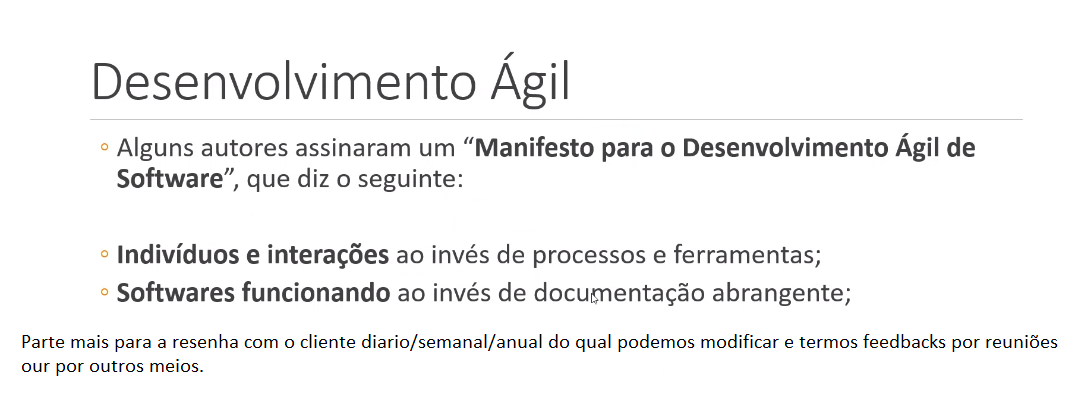 Desenvolvimento Ágil
◦ Alguns autores assinaram um “Manifesto para o Desenvolvimento Ágil de
Software”, que diz o seguinte:
◦ Indivíduos e interações ao invés de processos e ferramentas;
◦ Softwares funcionando ao invés de documentação abrangente;
Parte mais para a resenha com o cliente diario/semanal/anual do qual podemos modificar e termos feedbacks por reuniões
our por outros meios.